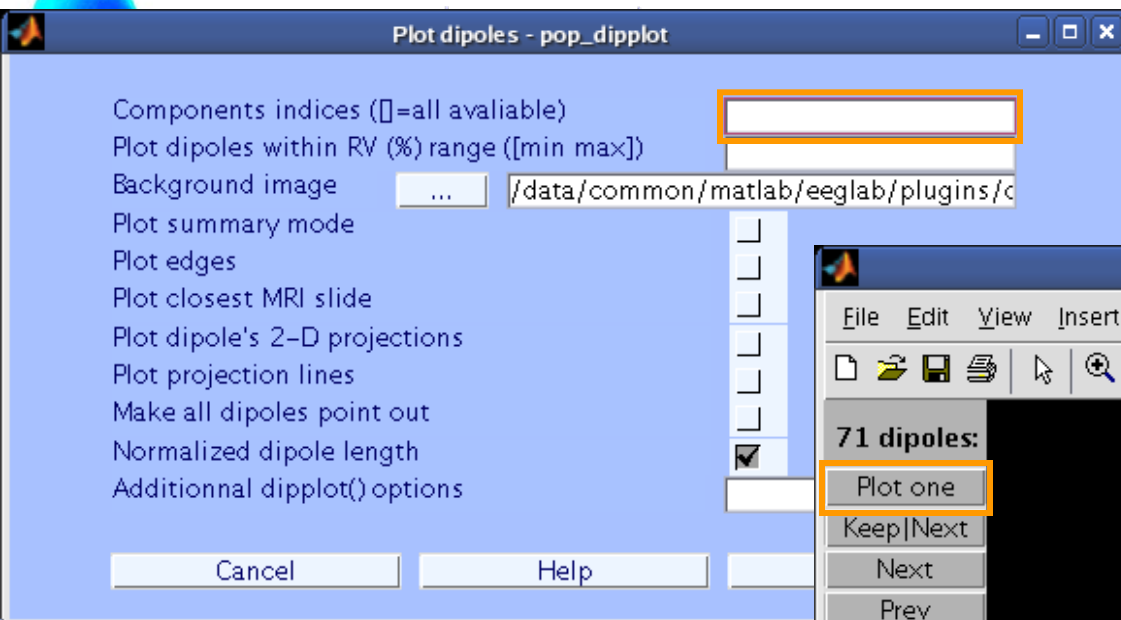 Plot dipoles - pop_dipplot
Components indices ([]=all avaliable)
Plot dipoles within RV (%) range ([min max])
Background image ... /data/common/matlab/eeglab/plugins/c
Plot summary mode
Plot edges
Plot closest MRI slide
Plot dipole's 2-D projections
Plot projection lines
Make all dipoles point out
Normalized dipole length
Additionnal dipplot() options
Cancel Help
File Edit View Insert
71 dipoles:
Plot one
Keep|Next
Next
Prev